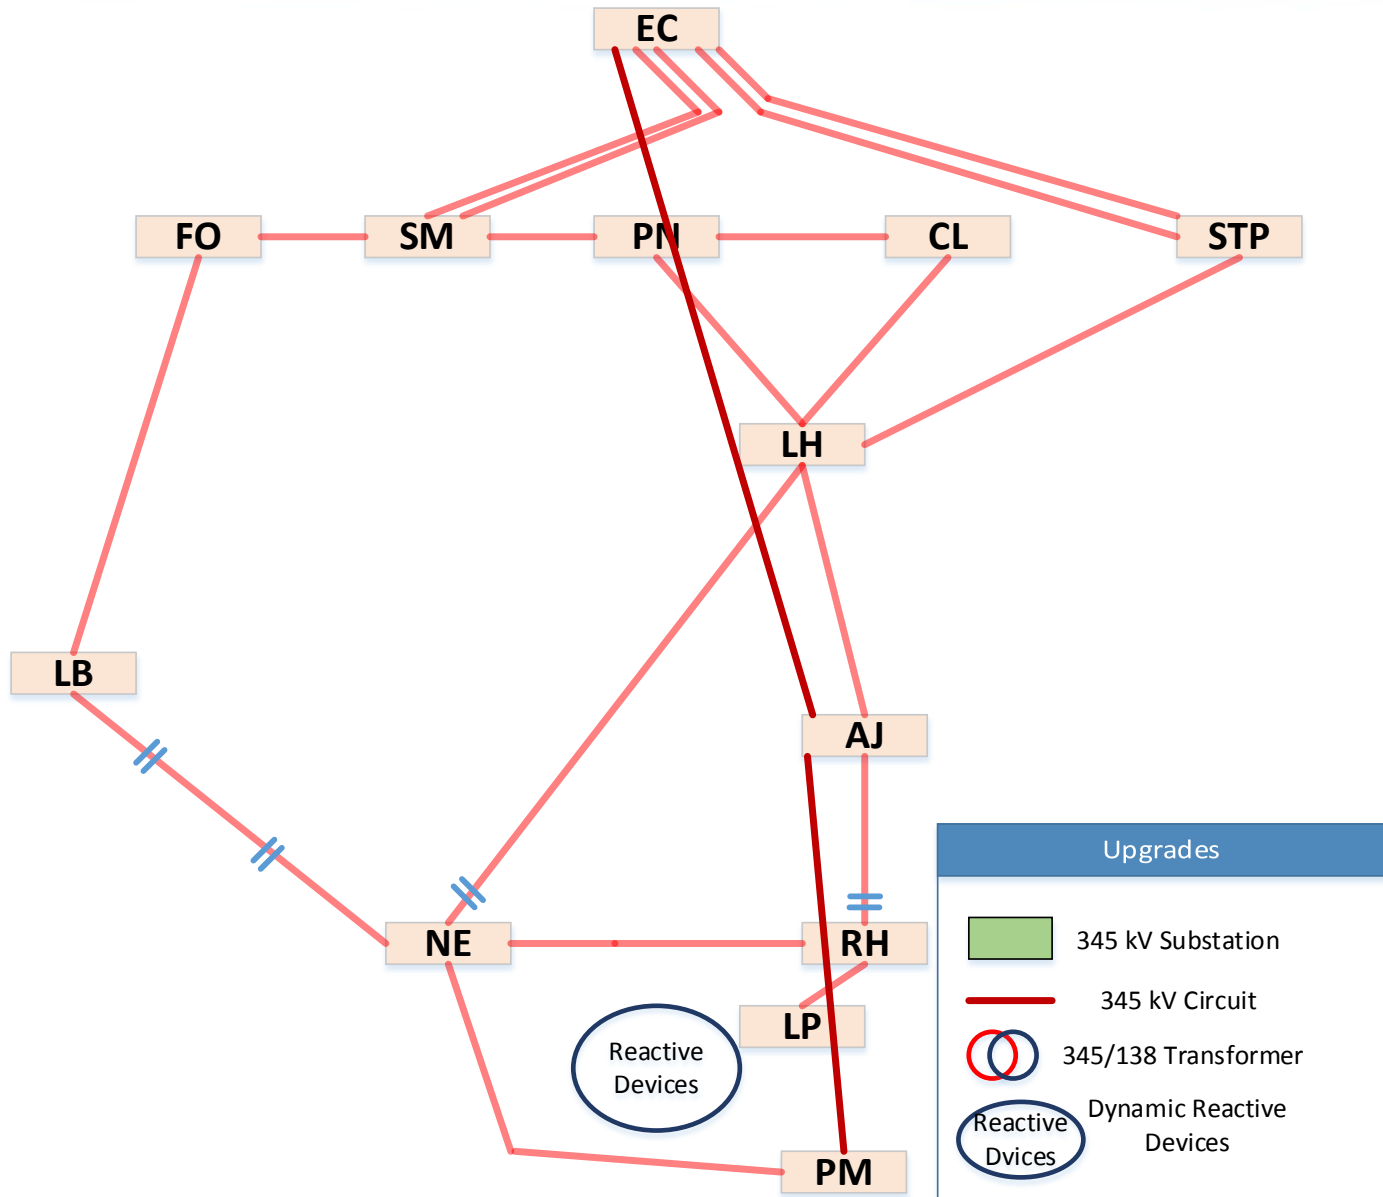 EC
FO
SM
PN
CL
STP
LH
LB
AJ
NE
RH
LP
Reactive
Devices
PM
Upgrades
345 kV Substation
345 kV Circuit
345/138 Transformer
Reactive
Dvices
Dynamic Reactive
Devices